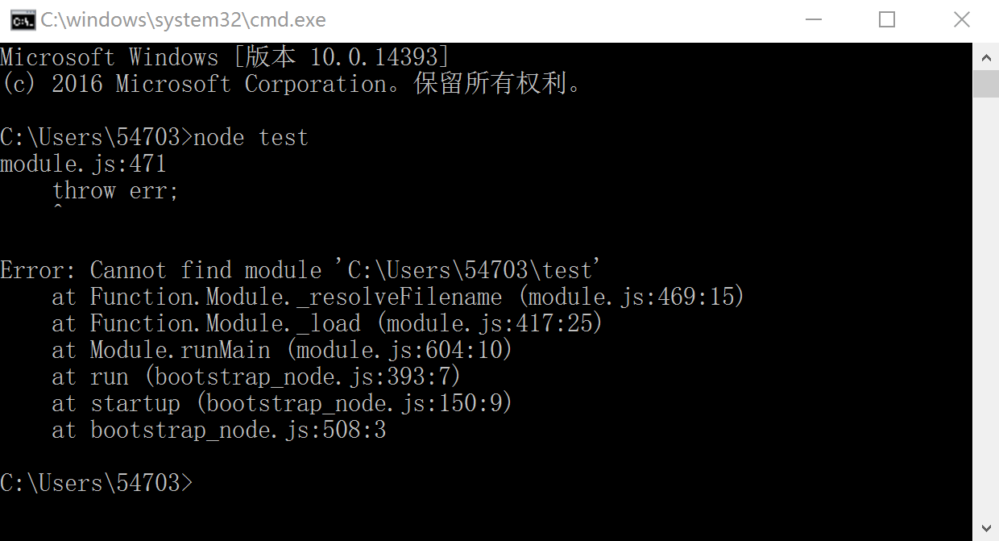 C:\windows\system32\cmd.exe
Microsoft Windows [版本 10.0.14393]
(c) 2016 Microsoft Corporation。保留所有权利。
C:\Users\54703>node test
module.js:471
    throw err;
    ^
Error: Cannot find module 'C:\Users\54703\test'
    at Function.Module._resolveFilename (module.js:469:15)
    at Function.Module._load (module.js:417:25)
    at Module.runMain (module.js:604:10)
    at run (bootstrap_node.js:393:7)
    at startup (bootstrap_node.js:150:9)
    at bootstrap_node.js:508:3
C:\Users\54703>